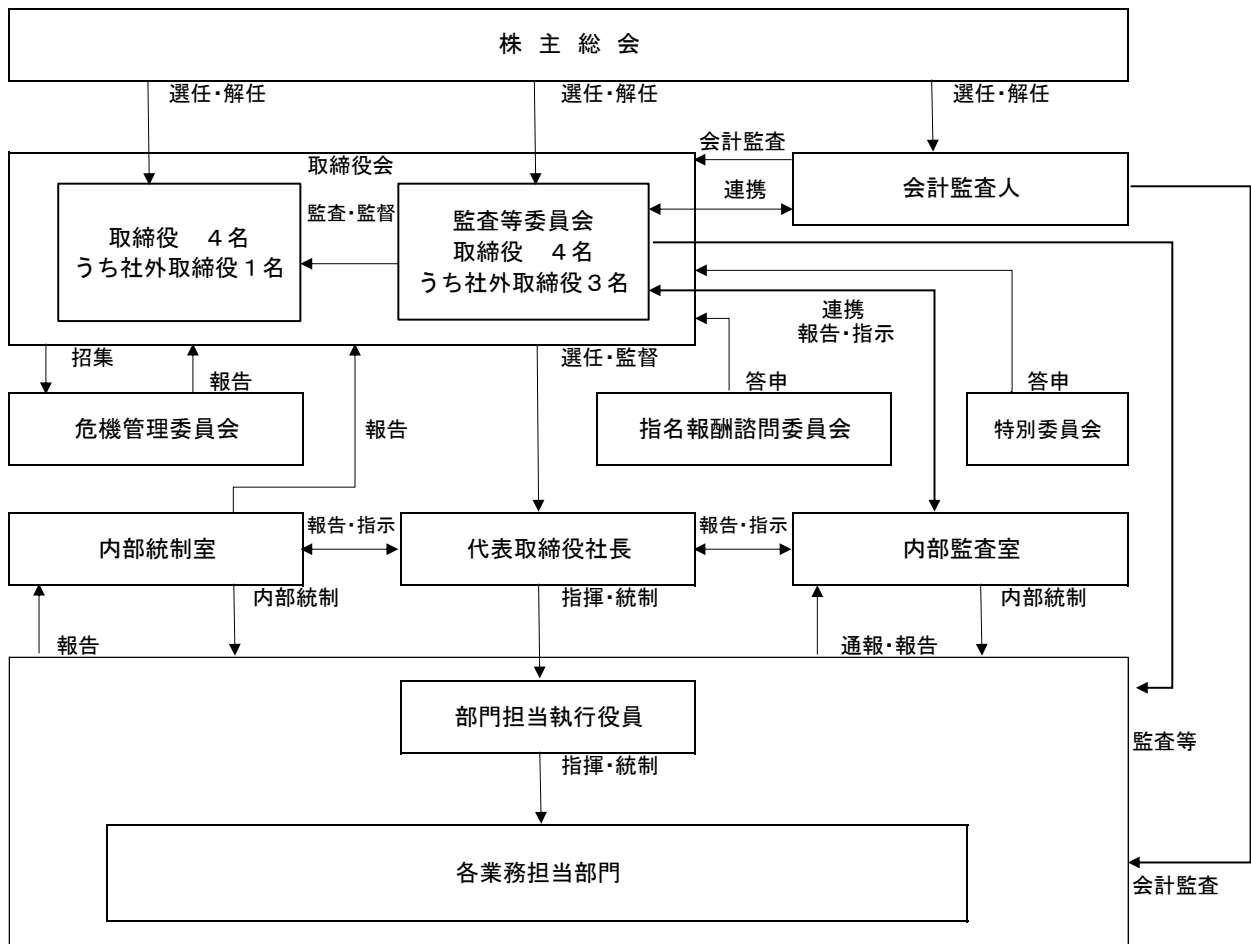 株 主 総 会
選任・解任
選任・解任
選任・解任
取締役会
会計監査
会計監査人
連携
監査・監督
取締役 ４名
うち社外取締役１名
監査等委員会
取締役 ４名
うち社外取締役３名
連携
報告・指示
招集
報告
選任・監督
答申
答申
危機管理委員会
報告
指名報酬諮問委員会
特別委員会
内部統制室
報告・指示
代表取締役社長
報告・指示
内部監査室
内部統制
指揮・統制
内部統制
報告
通報・報告
部門担当執行役員
監査等
指揮・統制
各業務担当部門
会計監査